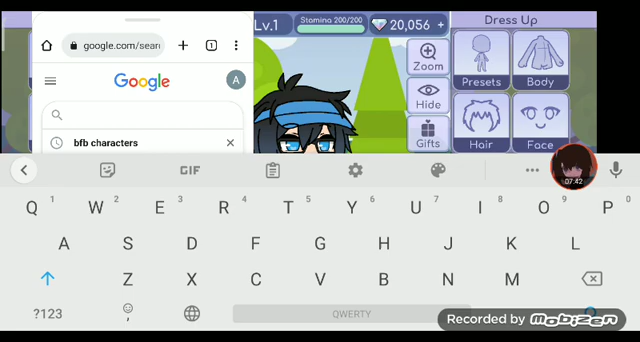 Lv.1
Stamina 200/200
20,056 +
Dress Up
google.com/sear
1
Zoom
Presets
Body
Google
A
Hide
bfb characters
Gifts
Hair
Face
GIF
07:42
Q 1 W 2 E 3 R 4 T 5 Y 6 U 7 I 8 O 9 P 0
A S D F G H J K L
Z X C V B N M
?123
,
QWERTY
Recorded by Mobizen